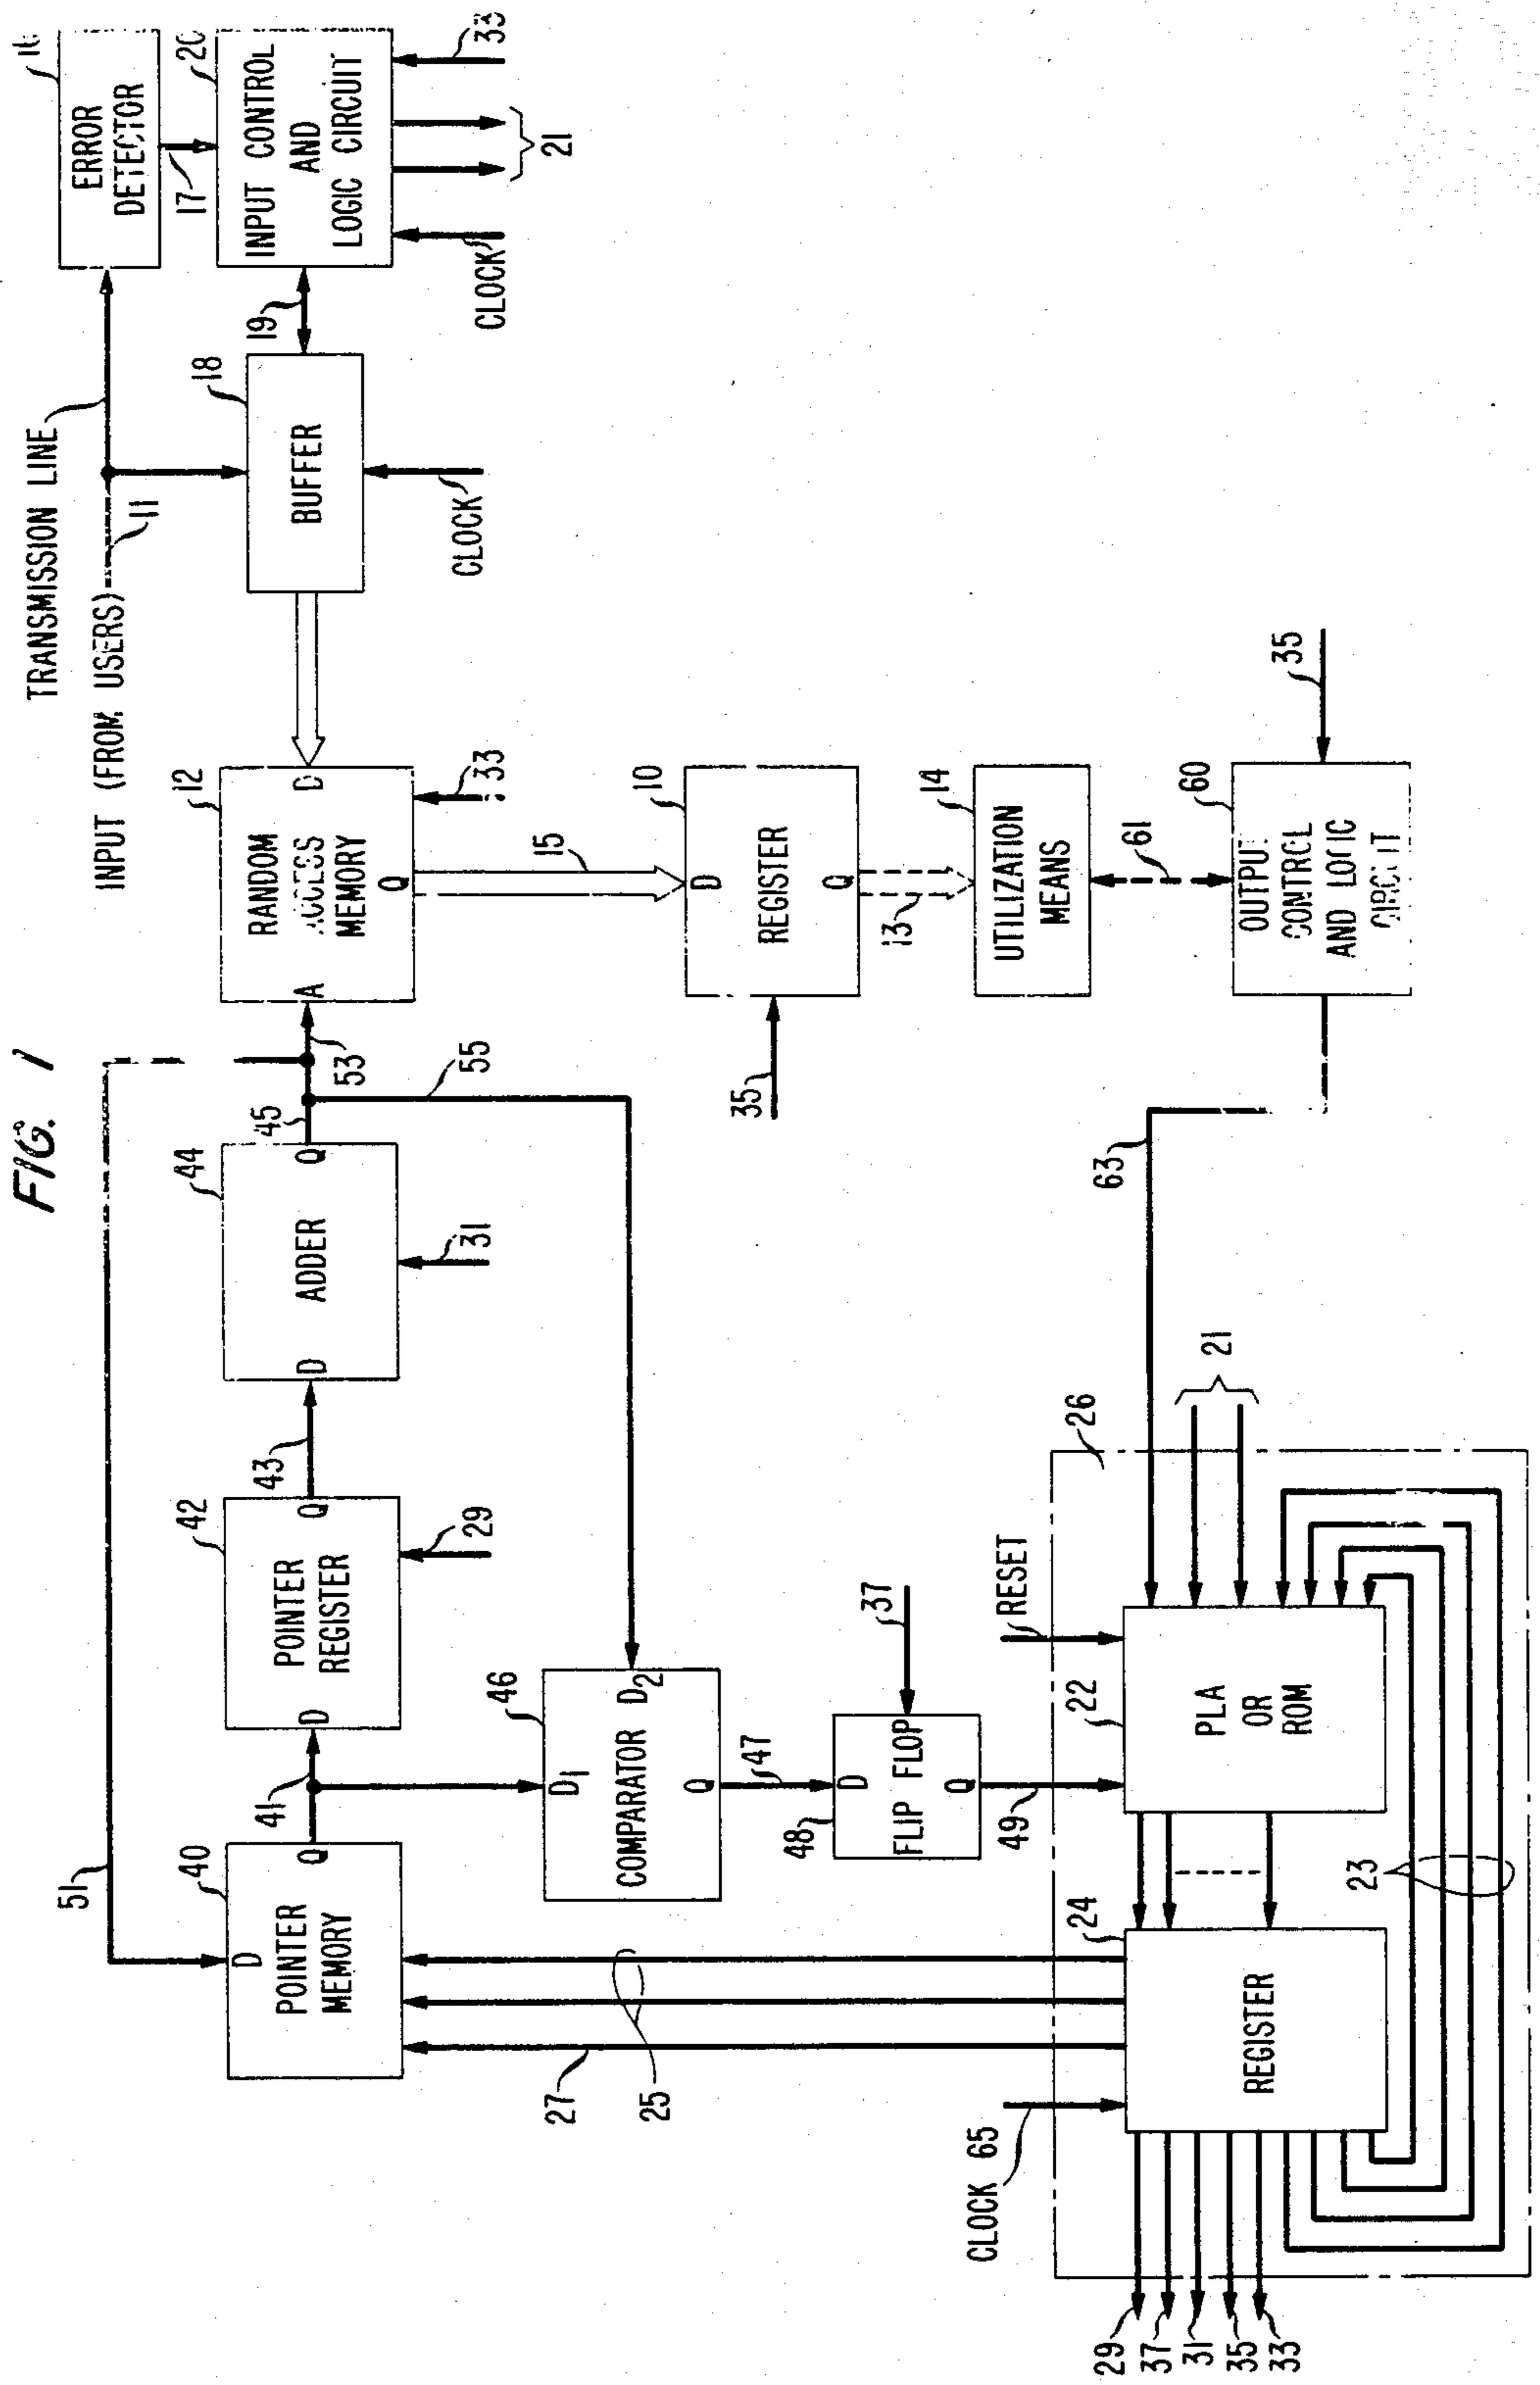 FIG. 1
TRANSMISSION LINE
INPUT (FROM USERS)
11
ERROR
DETECTOR
17
20
INPUT CONTROL
AND
LOGIC CIRCUIT
33
21
CLOCK
19
18
BUFFER
CLOCK
12
RANDOM
ACCESS
MEMORY
A
D
Q
33
53
45
55
44
ADDER
D
Q
31
43
42
POINTER
REGISTER
D
Q
29
41
40
POINTER
MEMORY
D
Q
51
15
10
REGISTER
D
Q
35
13
14
UTILIZATION
MEANS
61
60
OUTPUT
CONTROL
AND LOGIC
CIRCUIT
35
63
46
COMPARATOR
D1
D2
Q
47
48
FLIP FLOP
D
Q
37
49
RESET
26
21
22
PLA
OR
ROM
23
24
REGISTER
25
27
CLOCK 65
29
37
31
35
33